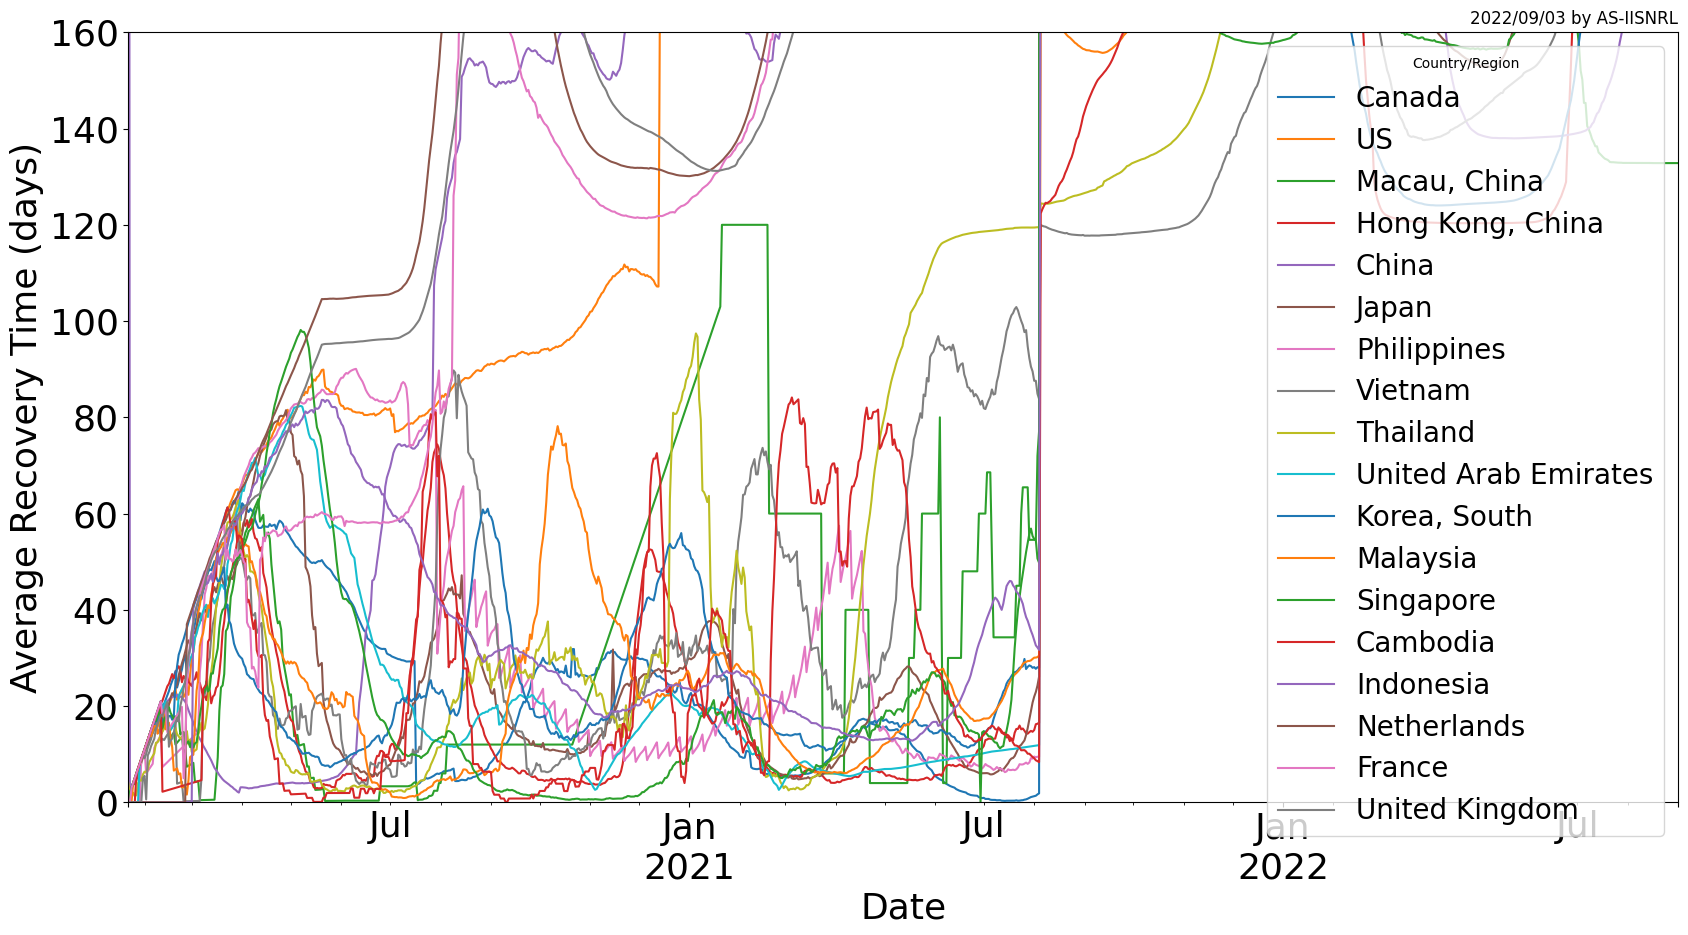 2022/09/03 by AS-IISNRL
Average Recovery Time (days)
160
140
120
100
80
60
40
20
0
Country/Region
Canada
US
Macau, China
Hong Kong, China
China
Japan
Philippines
Vietnam
Thailand
United Arab Emirates
Korea, South
Malaysia
Singapore
Cambodia
Indonesia
Netherlands
France
United Kingdom
Jul
Jan
2021
Jul
Jan
2022
Jul
Date